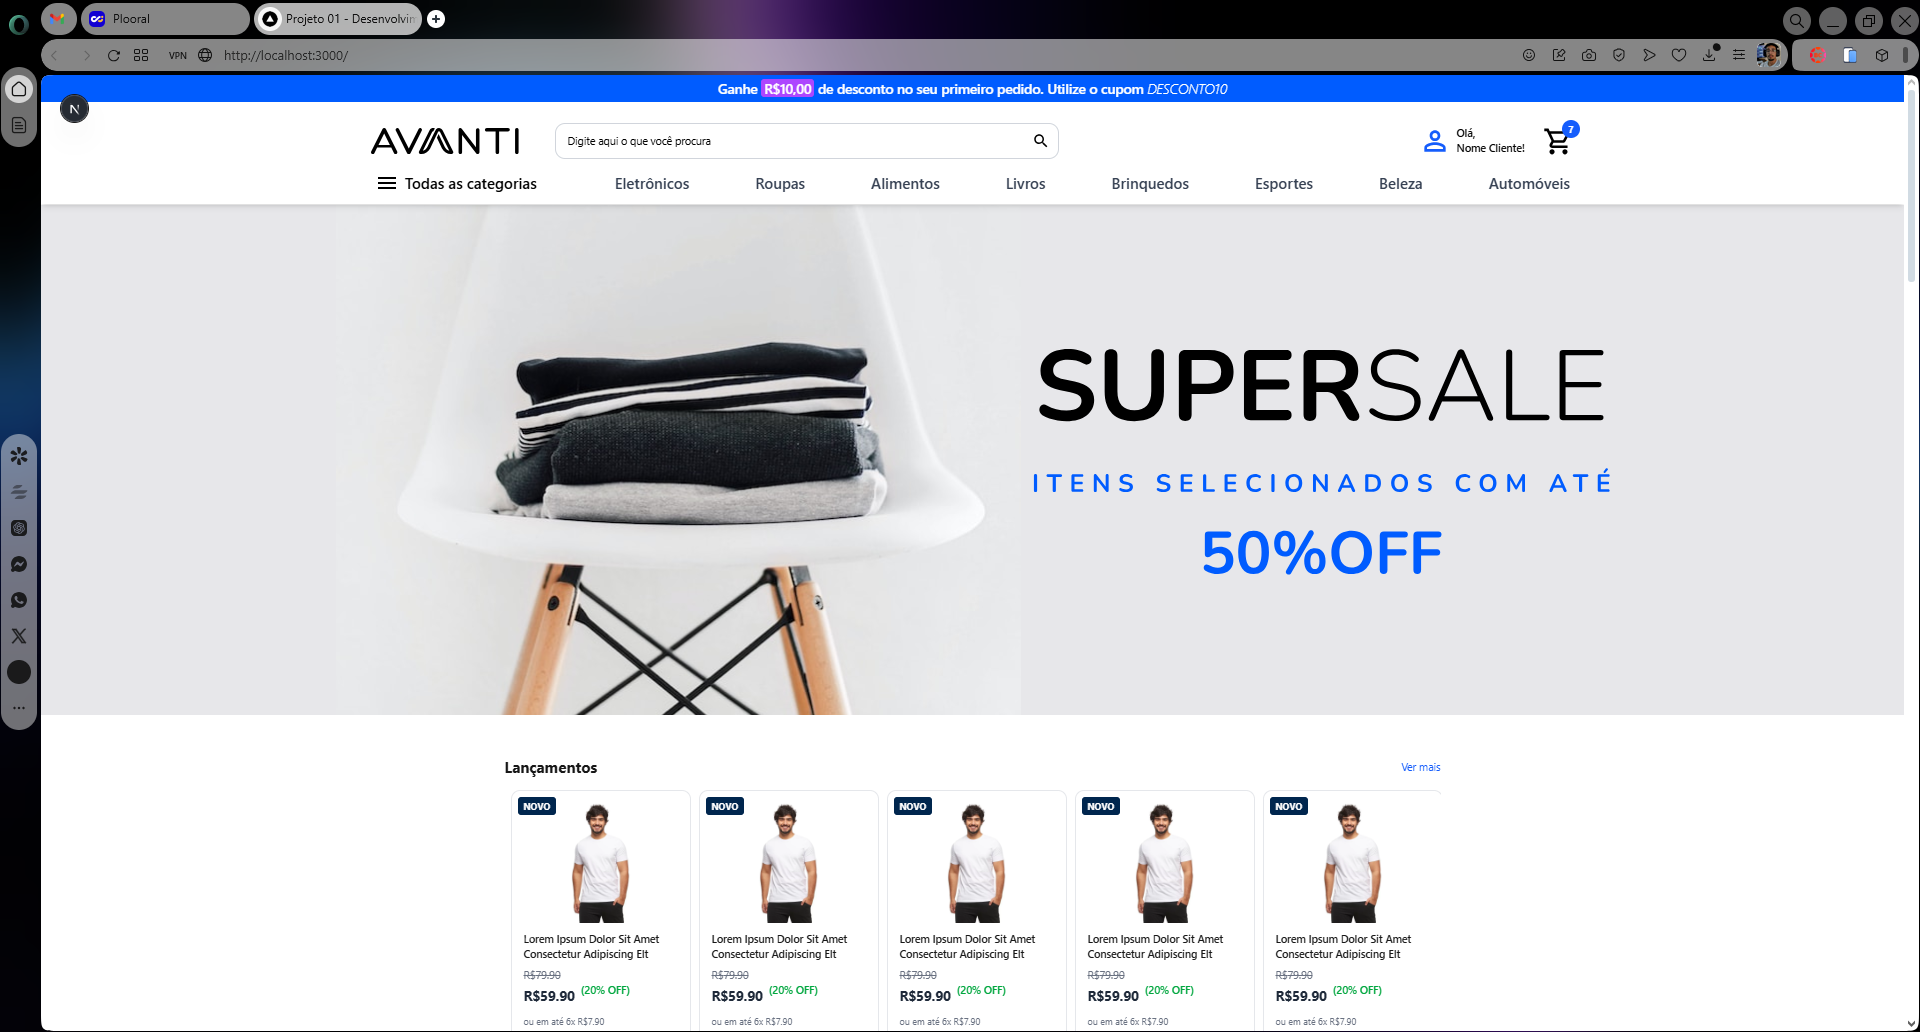 Plooral
Projeto 01 - Desenvolvim
VPN
http://localhost:3000/
Ganhe R$10,00 de desconto no seu primeiro pedido. Utilize o cupom DESCONTO10
N
AVANTI
Digite aqui o que você procura
Olá,
Nome Cliente!
7
Todas as categorias
Eletrônicos
Roupas
Alimentos
Livros
Brinquedos
Esportes
Beleza
Automóveis
SUPERSALE
ITENS SELECIONADOS COM ATÉ
50%OFF
Lançamentos
Ver mais
NOVO
Lorem Ipsum Dolor Sit Amet
Consectetur Adipiscing Elt
R$79.90
R$59.90 (20% OFF)
ou em até 6x R$7.90
NOVO
Lorem Ipsum Dolor Sit Amet
Consectetur Adipiscing Elt
R$79.90
R$59.90 (20% OFF)
ou em até 6x R$7.90
NOVO
Lorem Ipsum Dolor Sit Amet
Consectetur Adipiscing Elt
R$79.90
R$59.90 (20% OFF)
ou em até 6x R$7.90
NOVO
Lorem Ipsum Dolor Sit Amet
Consectetur Adipiscing Elt
R$79.90
R$59.90 (20% OFF)
ou em até 6x R$7.90
NOVO
Lorem Ipsum Dolor Sit Amet
Consectetur Adipiscing Elt
R$79.90
R$59.90 (20% OFF)
ou em até 6x R$7.90